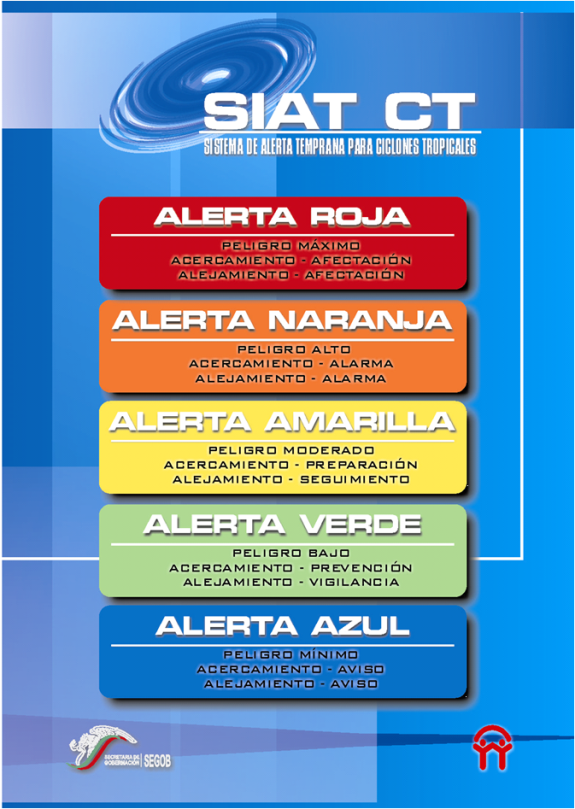 SIAT CT
SISTEMA DE ALERTA TEMPRANA PARA CICLONES TROPICALES
ALERTA ROJA
PELIGRO MÁXIMO
ACERCAMIENTO - AFECTACIÓN
ALEJAMIENTO - AFECTACIÓN
ALERTA NARANJA
PELIGRO ALTO
ACERCAMIENTO - ALARMA
ALEJAMIENTO - ALARMA
ALERTA AMARILLA
PELIGRO MODERADO
ACERCAMIENTO - PREPARACIÓN
ALEJAMIENTO - SEGUIMIENTO
ALERTA VERDE
PELIGRO BAJO
ACERCAMIENTO - PREVENCIÓN
ALEJAMIENTO - VIGILANCIA
ALERTA AZUL
PELIGRO MÍNIMO
ACERCAMIENTO - AVISO
ALEJAMIENTO - AVISO
SECRETARIA DE
GOBERNACIÓN
SEGOB